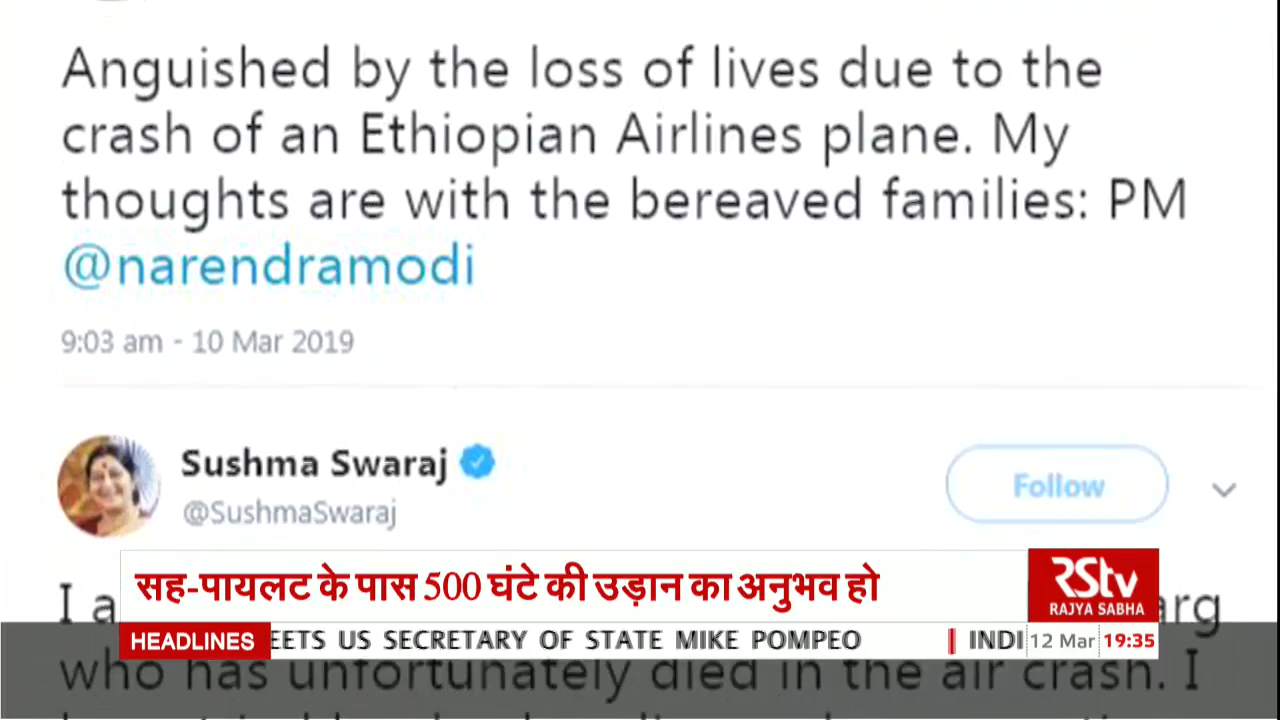 Anguished by the loss of lives due to the
crash of an Ethiopian Airlines plane. My
thoughts are with the bereaved families: PM
@narendramodi
9:03 am - 10 Mar 2019
Sushma Swaraj
@SushmaSwaraj
Follow
सह-पायलट के पास 500 घंटे की उड़ान का अनुभव हो
RStv
RAJYA SABHA
I a
arg
HEADLINES EETS US SECRETARY OF STATE MIKE POMPEO | INDI 12 Mar 19:35
who has unfortunately died in the air crash. I